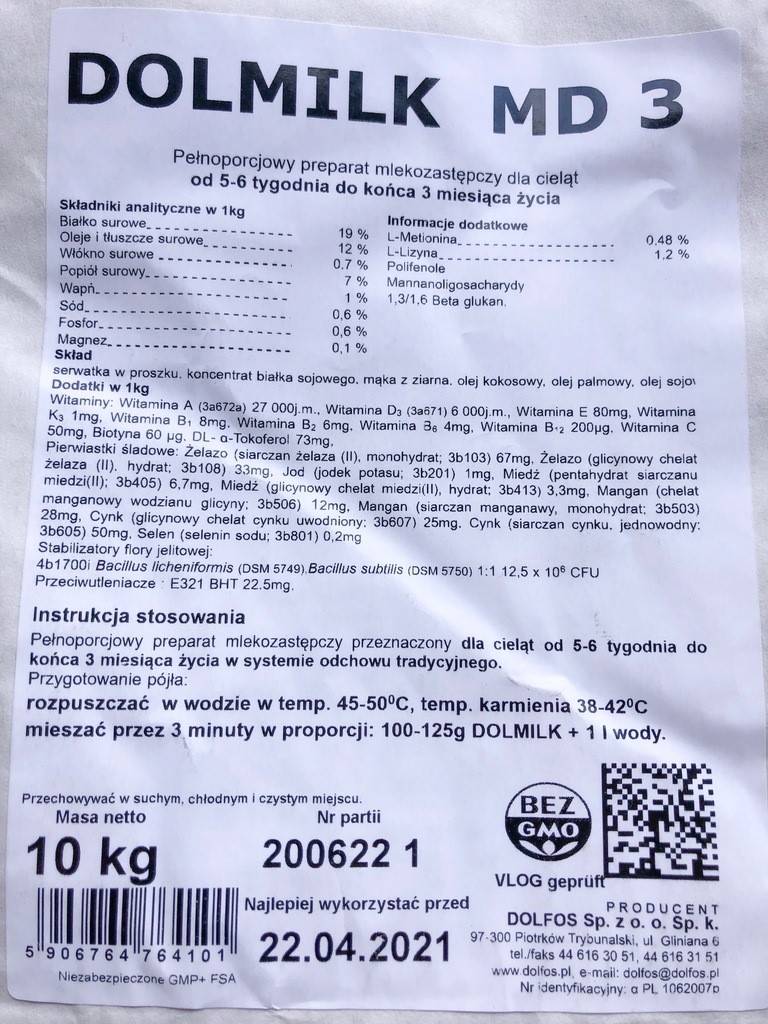 DOLMILK MD 3
Pełnoporcjowy preparat mlekozastępczy dla cieląt
od 5-6 tygodnia do końca 3 miesiąca życia
Składniki analityczne w 1kg
Białko surowe 19 %
Oleje i tłuszcze surowe 12 %
Włókno surowe 0.7 %
Popiół surowy 7 %
Wapń 1 %
Sód 0,6 %
Fosfor 0,6 %
Magnez 0,1 %
Informacje dodatkowe
L-Metionina 0,48 %
L-Lizyna 1,2 %
Polifenole
Mannanoligosacharydy
1,3/1,6 Beta glukan.
Skład
serwatka w proszku, koncentrat białka sojowego, mąka z ziarna, olej kokosowy, olej palmowy, olej
Dodatki w 1kg
Witaminy: Witamina A (3a672a) 27 000j.m., Witamina D3 (3a671) 6 000j.m., Witamina E 80mg, Witamina
K3 1mg, Witamina B1 8mg, Witamina B2 6mg, Witamina B6 4mg, Witamina B12 200µg, Witamina C
50mg, Biotyna 60 µg, DL- α-Tokoferol 73mg,
Pierwiastki śladowe: Żelazo (siarczan żelaza (II), monohydrat; 3b103) 67mg, Żelazo (glicynowy chelat
żelaza (II), hydrat; 3b108) 33mg, Jod (jodek potasu; 3b201) 1mg, Miedź (pentahydrat siarczanu
miedzi(II); 3b405) 6,7mg, Miedź (glicynowy chelat miedzi(II), hydrat; 3b413) 3,3mg, Mangan (chelat
manganowy wodzianu glicyny; 3b506) 12mg, Mangan (siarczan manganawy, monohydrat; 3b503)
28mg, Cynk (glicynowy chelat cynku uwodniony; 3b607) 25mg, Cynk (siarczan cynku, jednowodny;
3b605) 50mg, Selen (selenin sodu; 3b801) 0,2mg
Stabilizatory flory jelitowej:
4b1700i Bacillus licheniformis (DSM 5749),Bacillus subtilis (DSM 5750) 1:1 12,5 x 10⁶ CFU
Przeciwutleniacze : E321 BHT 22.5mg.
Instrukcja stosowania
Pełnoporcjowy preparat mlekozastępczy przeznaczony dla cieląt od 5-6 tygodnia do
końca 3 miesiąca życia w systemie odchowu tradycyjnego.
Przygotowanie pójła:
rozpuszczać w wodzie w temp. 45-50⁰C, temp. karmienia 38-42⁰C
mieszać przez 3 minuty w proporcji: 100-125g DOLMILK + 1 l wody.
Przechowywać w suchym, chłodnym i czystym miejscu.
Masa netto
10 kg
Nr partii
200622 1
BEZ
GMO
VLOG geprüft
Najlepiej wykorzystać przed
22.04.2021
5 906764 764101
Niezabezpieczone GMP+ FSA
PRODUCENT
DOLFOS Sp. z o. o. Sp. k.
97-300 Piotrków Trybunalski, ul. Gliniana 6
tel./faks 44 616 30 51, 44 616 31 51
www.dolfos.pl, e-mail: dolfos@dolfos.pl
Nr identyfikacyjny: α PL 1062007p